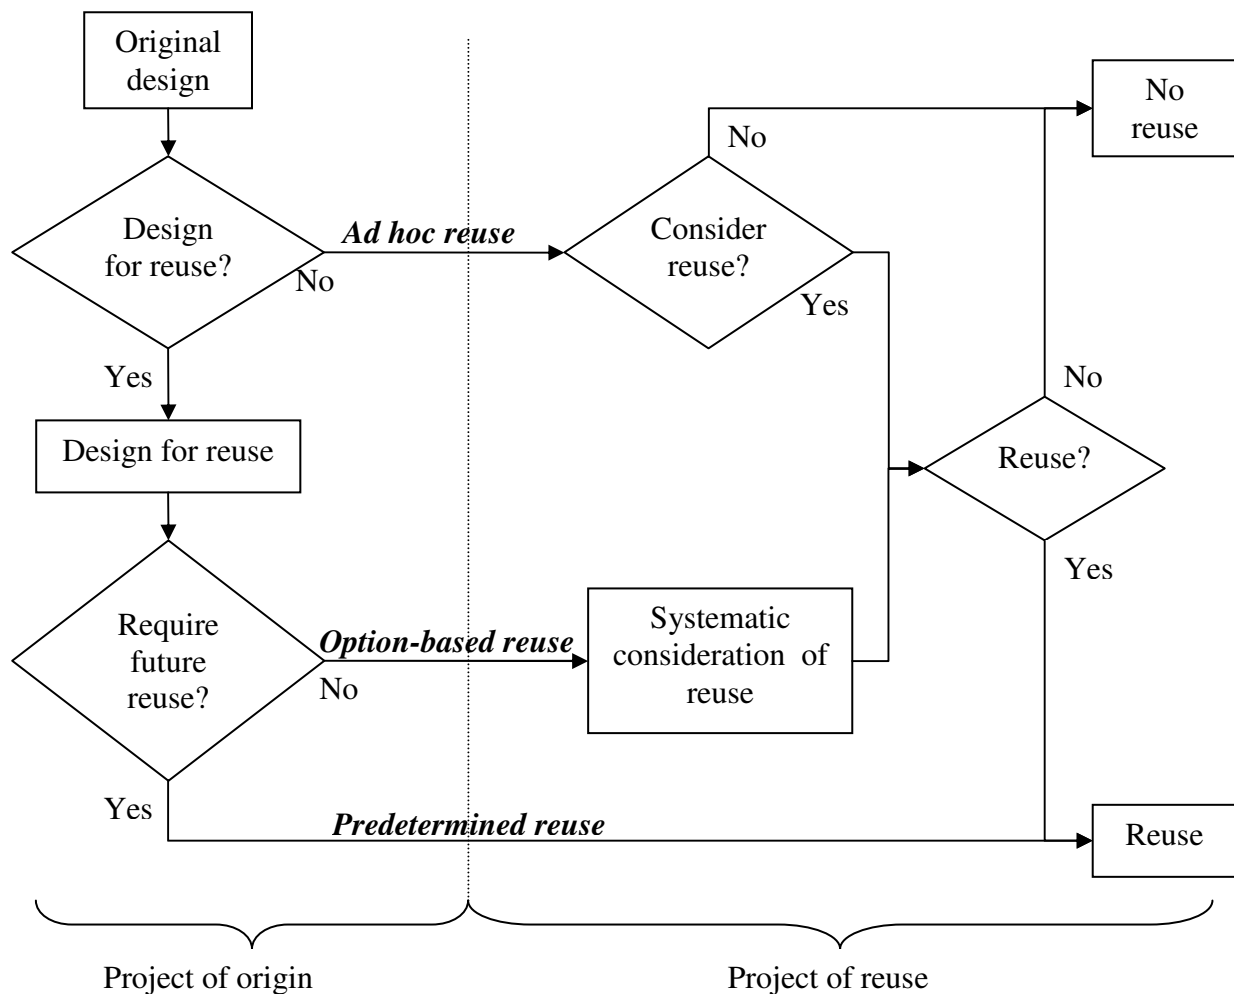 Original
design
Design
for reuse?
No
Ad hoc reuse
Consider
reuse?
No
Yes
No
reuse
Yes
Design for reuse
No
Reuse?
Yes
Require
future
reuse?
No
Option-based reuse
Systematic
consideration of
reuse
Yes
Predetermined reuse
Reuse
Project of origin
Project of reuse